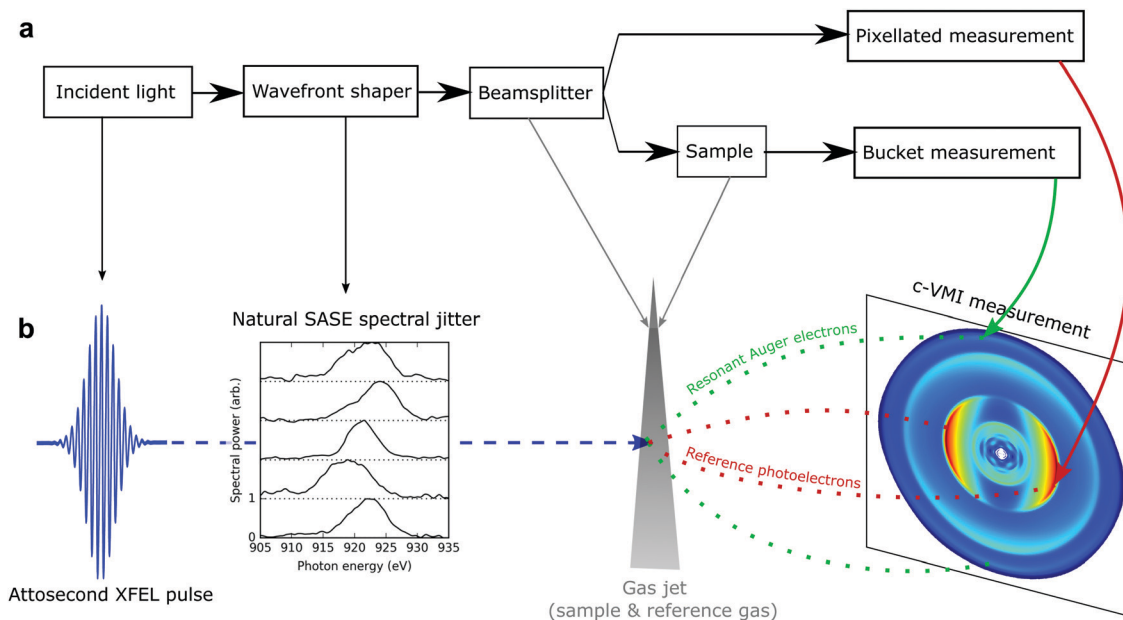 a
Pixellated measurement
Incident light
Wavefront shaper
Beamsplitter
Sample
Bucket measurement
b
Natural SASE spectral jitter
c-VMI measurement
Resonant Auger electrons
Reference photoelectrons
Spectral power (arb.)
1
0
905 910 915 920 925 930 935
Photon energy (eV)
Attosecond XFEL pulse
Gas jet
(sample & reference gas)